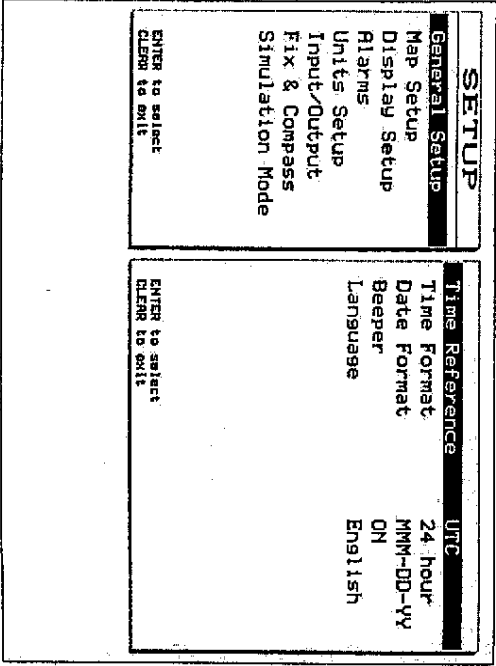 SETUP
General Setup
Map Setup
Display Setup
Alarms
Units Setup
Input/Output
Fix & Compass
Simulation Mode
ENTER to select
CLEAR to exit
Time Reference UTC
Time Format 24 hour
Date Format MMM-DD-YY
Beeper ON
Language English
ENTER to select
CLEAR to exit